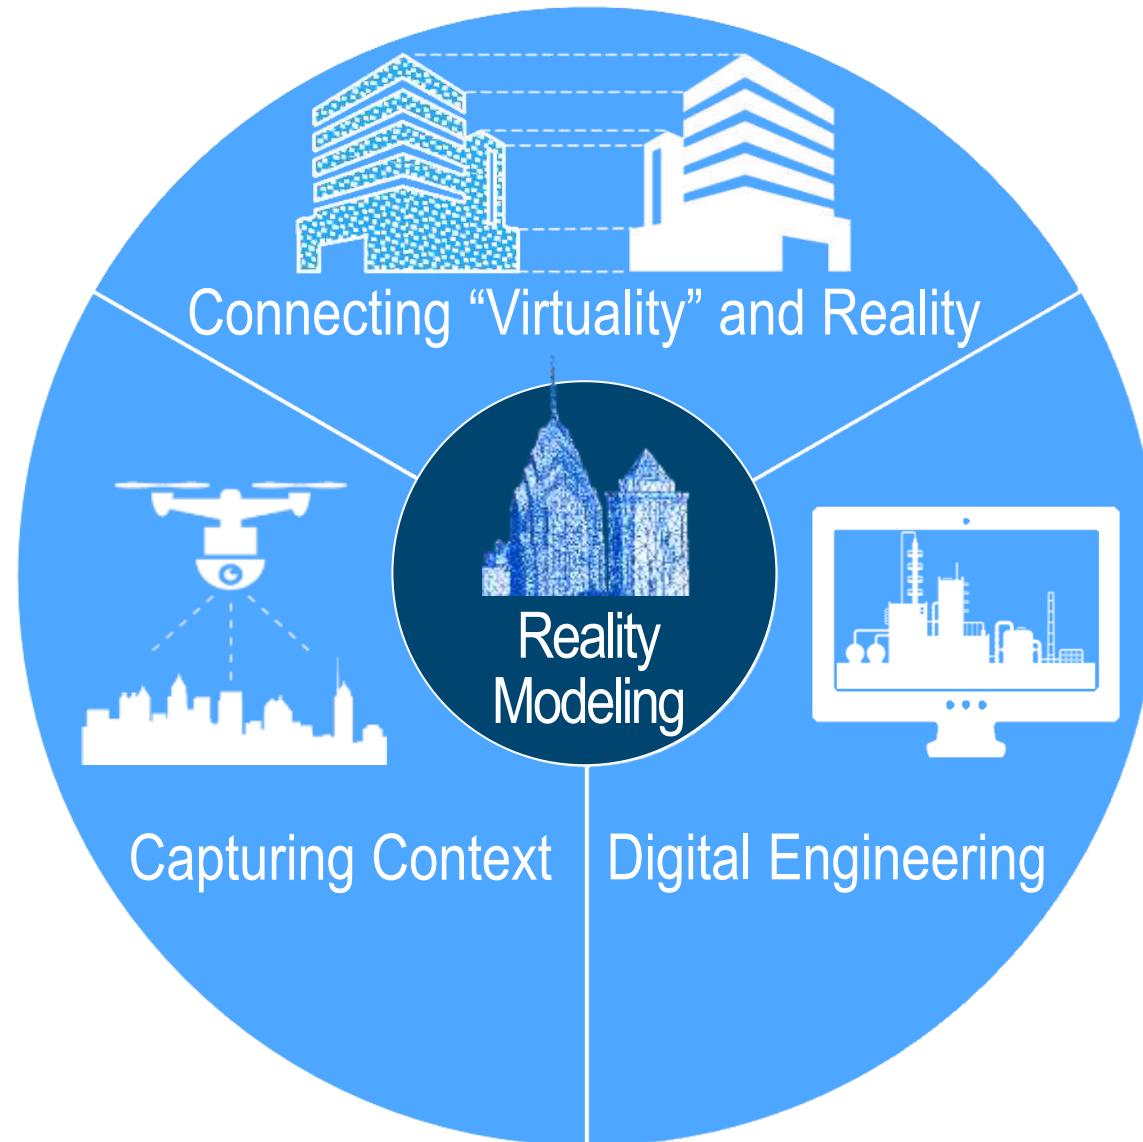 Connecting “Virtuality” and Reality
Reality
Modeling
Capturing Context
Digital Engineering